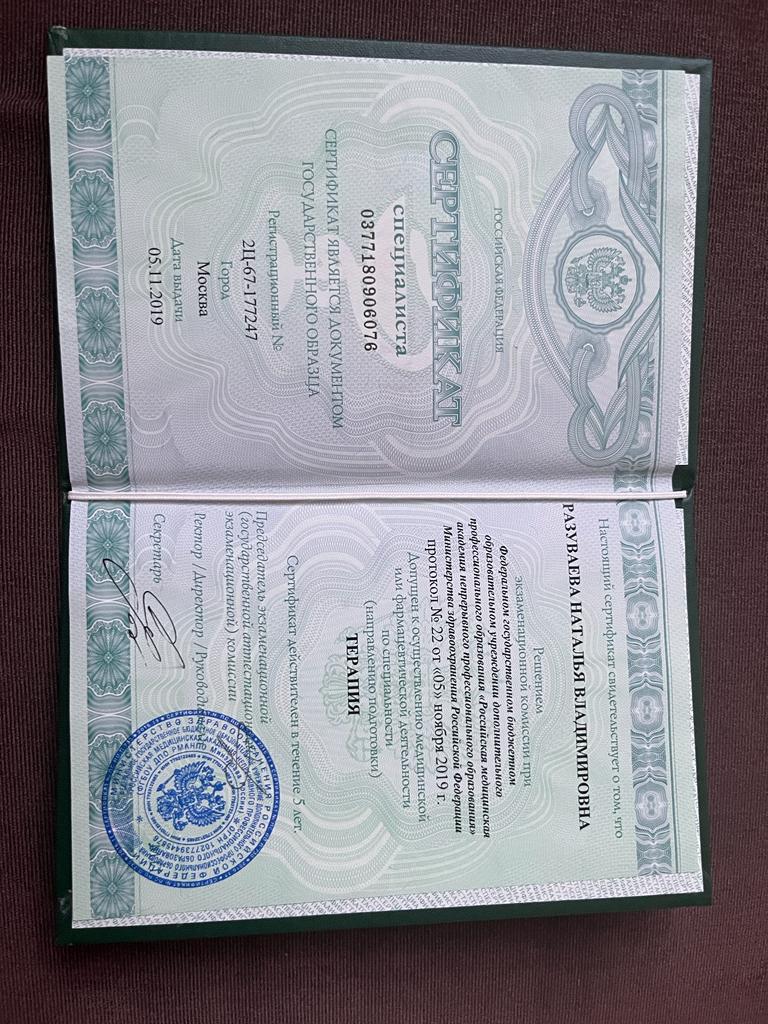 РОССИЙСКАЯ ФЕДЕРАЦИЯ
СЕРТИФИКАТ
специалиста
0377180906076
СЕРТИФИКАТ ЯВЛЯЕТСЯ ДОКУМЕНТОМ
ГОСУДАРСТВЕННОГО ОБРАЗЦА
Регистрационный №
2Ц-67-177247
Город
Москва
Дата выдачи
05.11.2019
Настоящий сертификат свидетельствует о том, что
РАЗУВАЕВА НАТАЛЬЯ ВЛАДИМИРОВНА
Решением
экзаменационной комиссии при
Федеральном государственном бюджетном
образовательном учреждении дополнительного
профессионального образования «Российская медицинская
академия непрерывного профессионального образования»
Министерства здравоохранения Российской Федерации
протокол № 22 от «05» ноября 2019 г.
Допущен к осуществлению медицинской
или фармацевтической деятельности
по специальности
(направлению подготовки)
ТЕРАПИЯ
Сертификат действителен в течение 5 лет.
Председатель экзаменационной
(государственной аттестационной
экзаменационной) комиссии
Ректор /Директор /Руководи
Секретарь